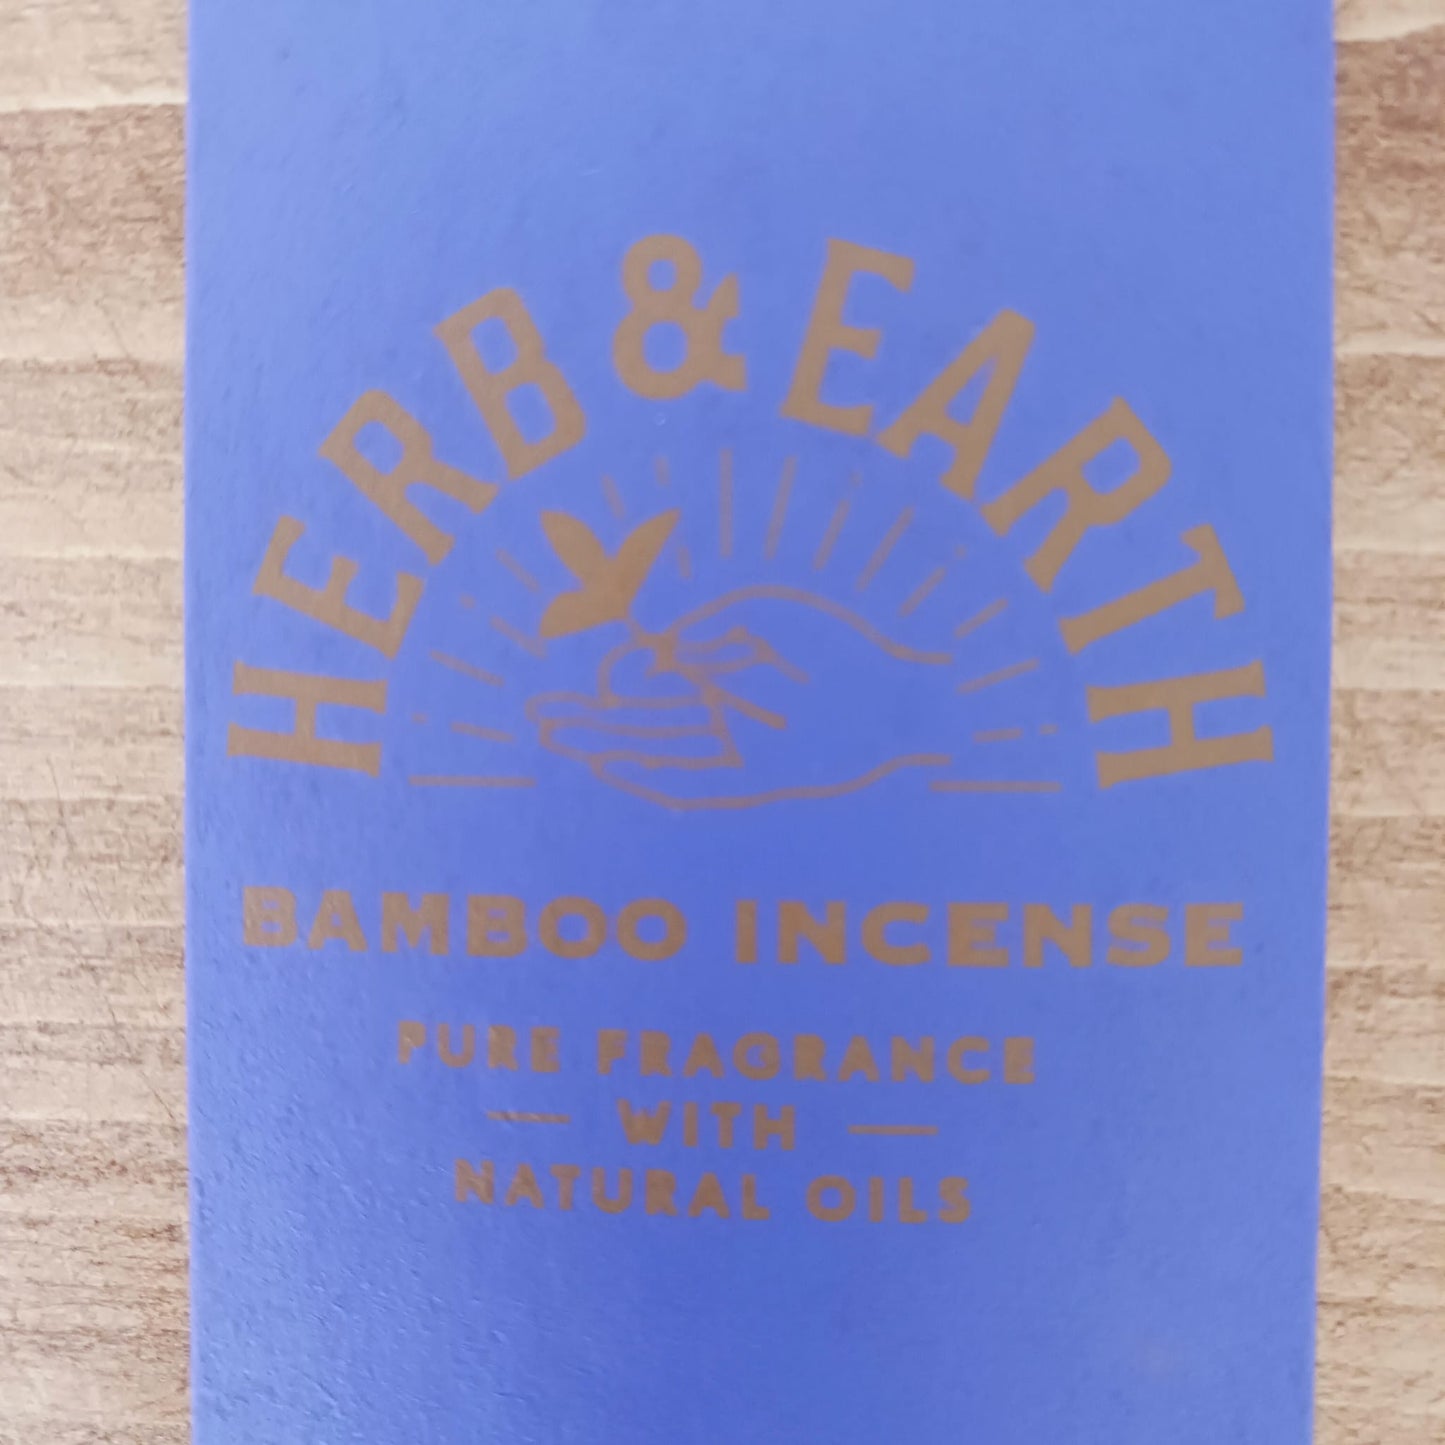 HERB & EARTH
BAMBOO INCENSE
PURE FRAGRANCE
— WITH —
NATURAL OILS